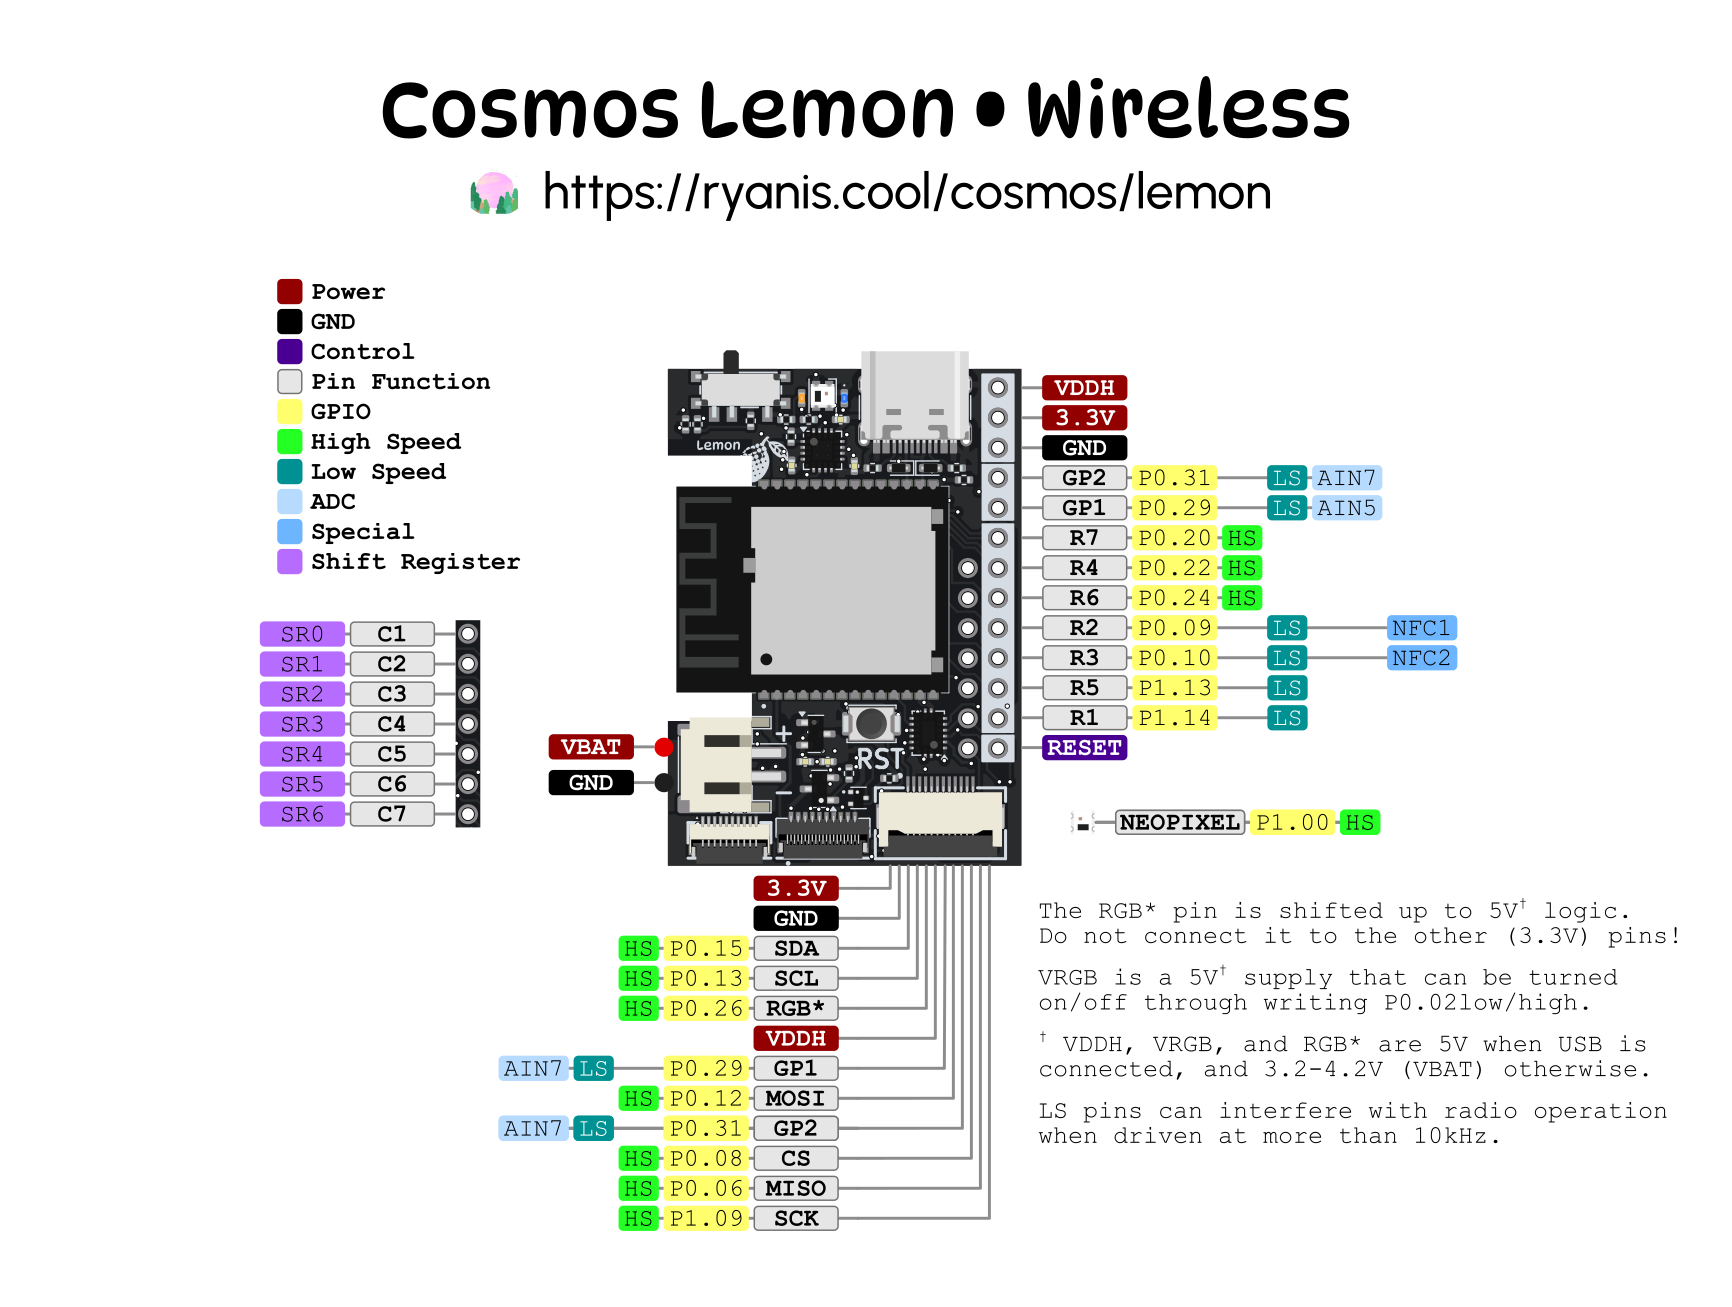 Cosmos Lemon • Wireless
https://ryanis.cool/cosmos/lemon
Power
GND
Control
Pin Function
GPIO
High Speed
Low Speed
ADC
Special
Shift Register
SR0 C1
SR1 C2
SR2 C3
SR3 C4
SR4 C5
SR5 C6
SR6 C7
VBAT
GND
Lemon
+
RST
−
VDDH
3.3V
GND
GP2 P0.31 LS AIN7
GP1 P0.29 LS AIN5
R7 P0.20 HS
R4 P0.22 HS
R6 P0.24 HS
R2 P0.09 LS NFC1
R3 P0.10 LS NFC2
R5 P1.13 LS
R1 P1.14 LS
RESET
NEOPIXEL P1.00 HS
3.3V
GND
HS P0.15 SDA
HS P0.13 SCL
HS P0.26 RGB*
VDDH
AIN7 LS P0.29 GP1
HS P0.12 MOSI
AIN7 LS P0.31 GP2
HS P0.08 CS
HS P0.06 MISO
HS P1.09 SCK
The RGB* pin is shifted up to 5V† logic.
Do not connect it to the other (3.3V) pins!
VRGB is a 5V† supply that can be turned
on/off through writing P0.02low/high.
† VDDH, VRGB, and RGB* are 5V when USB is
connected, and 3.2-4.2V (VBAT) otherwise.
LS pins can interfere with radio operation
when driven at more than 10kHz.